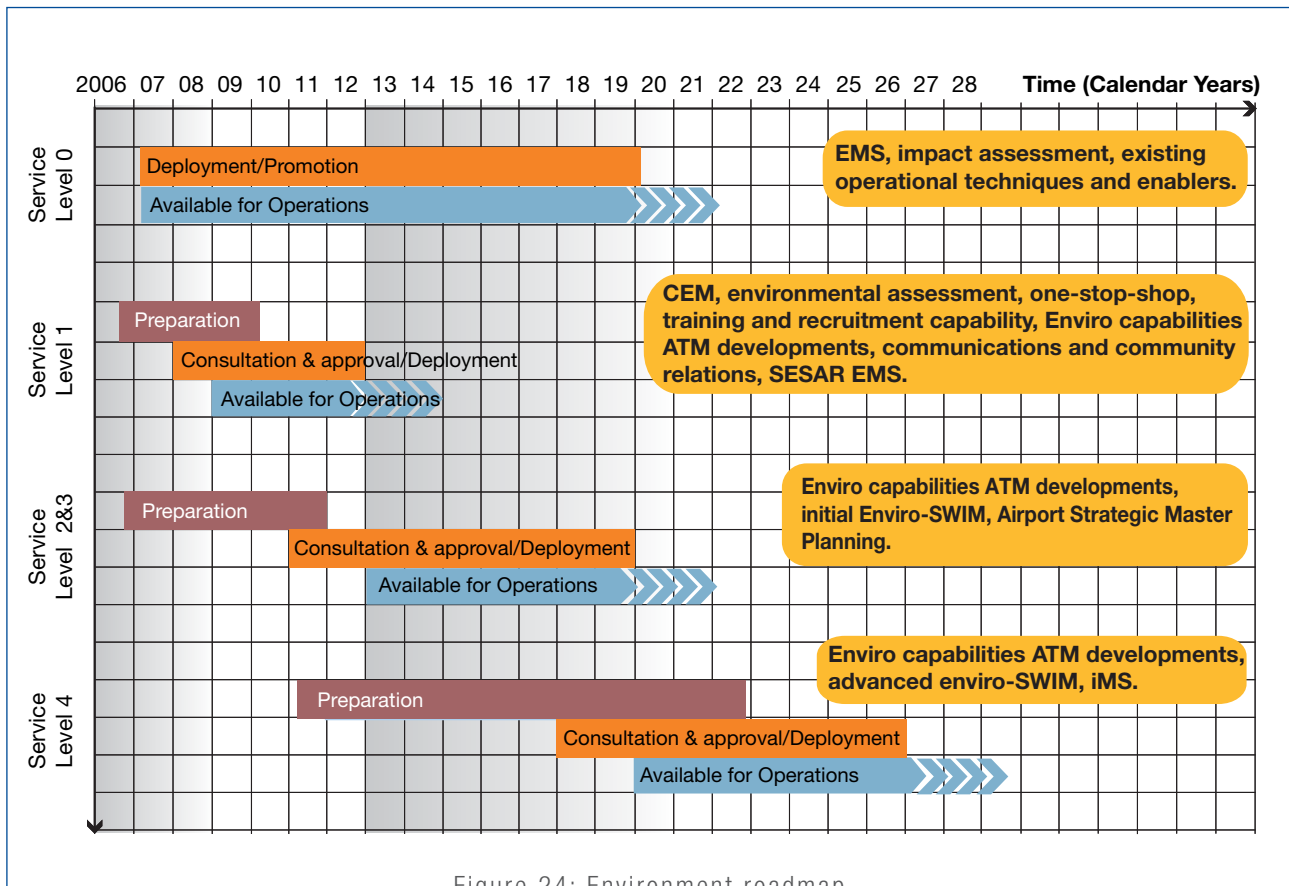 2006 07 08 09 10 11 12 13 14 15 16 17 18 19 20 21 22 23 24 25 26 27 28 Time (Calendar Years)
Service
Level 0
Deployment/Promotion
Available for Operations
EMS, impact assessment, existing
operational techniques and enablers.
Service
Level 1
Preparation
Consultation & approval/Deployment
Available for Operations
CEM, environmental assessment, one-stop-shop,
training and recruitment capability, Enviro capabilities
ATM developments, communications and community
relations, SESAR EMS.
Service
Level 2&3
Preparation
Consultation & approval/Deployment
Available for Operations
Enviro capabilities ATM developments,
initial Enviro-SWIM, Airport Strategic Master
Planning.
Service
Level 4
Preparation
Consultation & approval/Deployment
Available for Operations
Enviro capabilities ATM developments,
advanced enviro-SWIM, iMS.
Figure 24: Environment roadmap